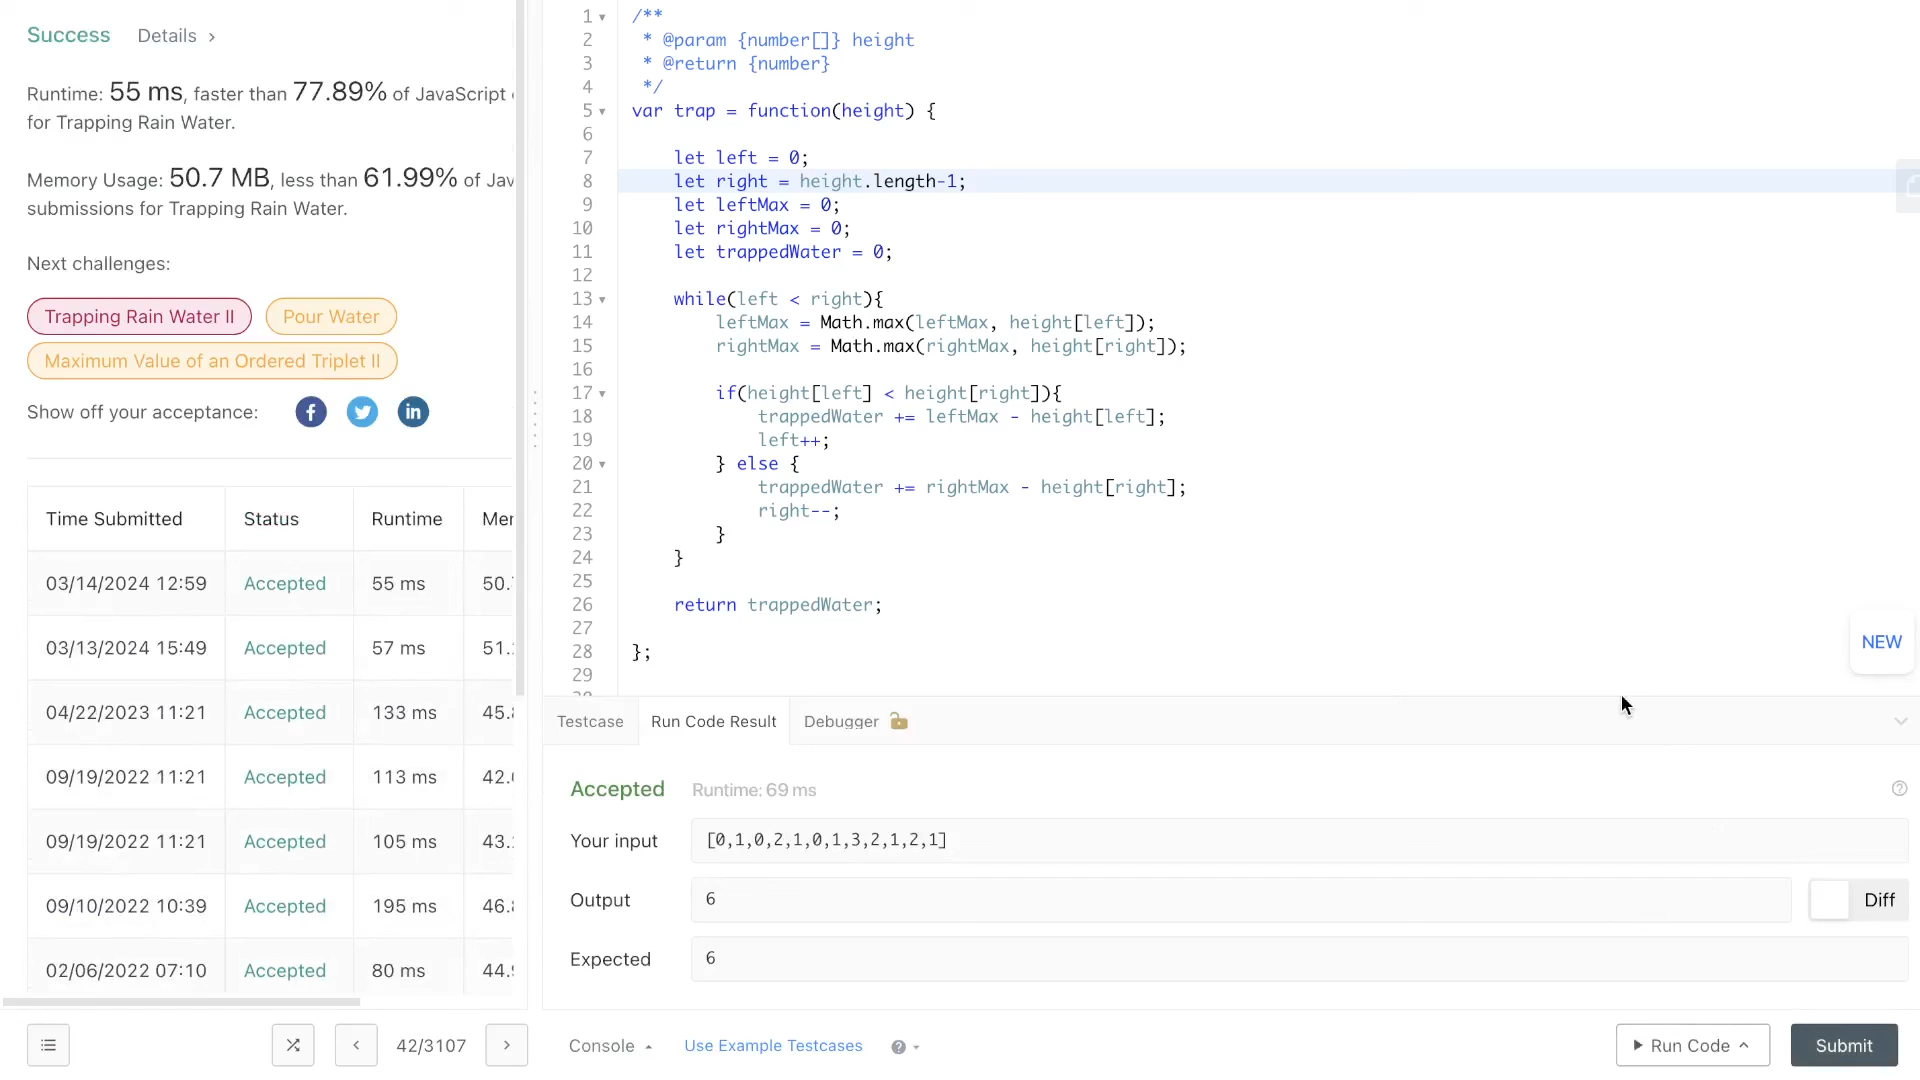 Success Details >
Runtime: 55 ms, faster than 77.89% of JavaScript
for Trapping Rain Water.
Memory Usage: 50.7 MB, less than 61.99% of Jav
submissions for Trapping Rain Water.
Next challenges:
Trapping Rain Water II Pour Water
Maximum Value of an Ordered Triplet II
Show off your acceptance:
Time Submitted Status Runtime Mem
03/14/2024 12:59 Accepted 55 ms 50.
03/13/2024 15:49 Accepted 57 ms 51.
04/22/2023 11:21 Accepted 133 ms 45.
09/19/2022 11:21 Accepted 113 ms 42.
09/19/2022 11:21 Accepted 105 ms 43.
09/10/2022 10:39 Accepted 195 ms 46.
02/06/2022 07:10 Accepted 80 ms 44.
42/3107
1 /**
2 * @param {number[]} height
3 * @return {number}
4 */
5 var trap = function(height) {
6
7 let left = 0;
8 let right = height.length-1;
9 let leftMax = 0;
10 let rightMax = 0;
11 let trappedWater = 0;
12
13 while(left < right){
14 leftMax = Math.max(leftMax, height[left]);
15 rightMax = Math.max(rightMax, height[right]);
16
17 if(height[left] < height[right]){
18 trappedWater += leftMax - height[left];
19 left++;
20 } else {
21 trappedWater += rightMax - height[right];
22 right--;
23 }
24 }
25
26 return trappedWater;
27
28 };
29
NEW
Testcase Run Code Result Debugger
Accepted Runtime: 69 ms
Your input [0,1,0,2,1,0,1,3,2,1,2,1]
Output 6 Diff
Expected 6
Console Use Example Testcases Run Code Submit